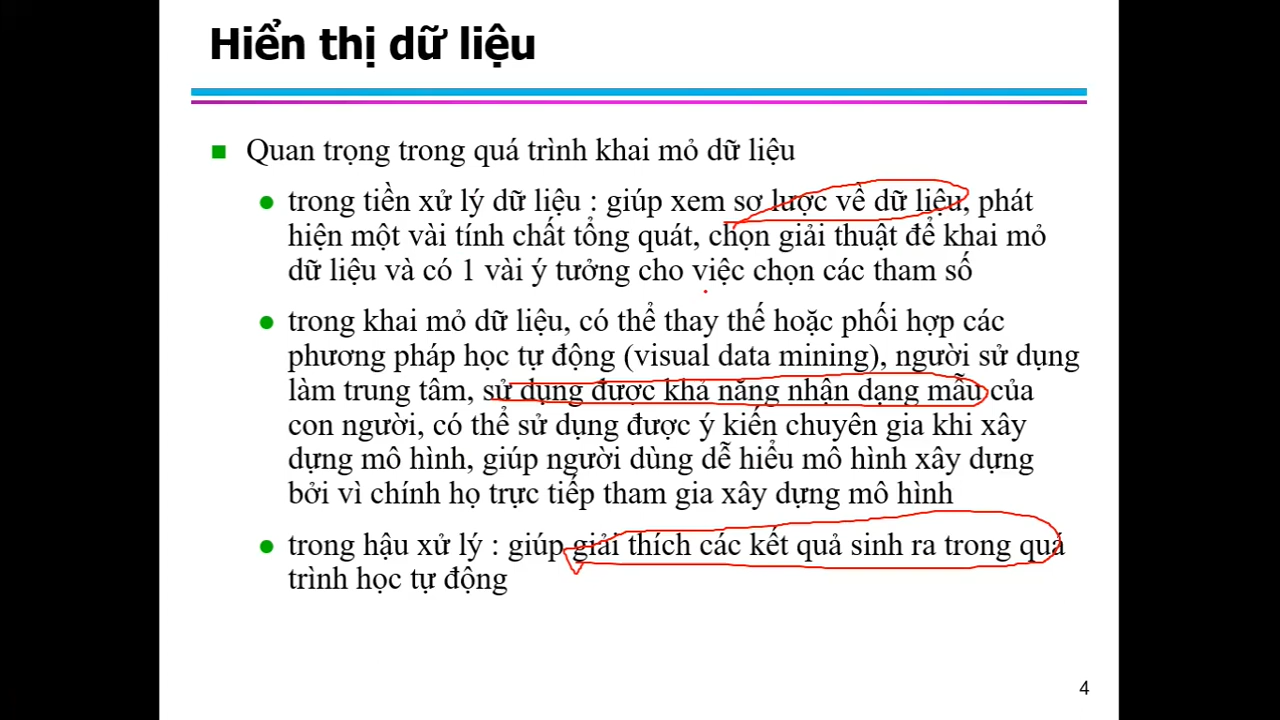 Hiển thị dữ liệu
Quan trọng trong quá trình khai mỏ dữ liệu
trong tiền xử lý dữ liệu : giúp xem sơ lược về dữ liệu, phát
hiện một vài tính chất tổng quát, chọn giải thuật để khai mỏ
dữ liệu và có 1 vài ý tưởng cho việc chọn các tham số
trong khai mỏ dữ liệu, có thể thay thế hoặc phối hợp các
phương pháp học tự động (visual data mining), người sử dụng
làm trung tâm, sử dụng được khả năng nhận dạng mẫu của
con người, có thể sử dụng được ý kiến chuyên gia khi xây
dựng mô hình, giúp người dùng dễ hiểu mô hình xây dựng
bởi vì chính họ trực tiếp tham gia xây dựng mô hình
trong hậu xử lý : giúp giải thích các kết quả sinh ra trong quá
trình học tự động
4